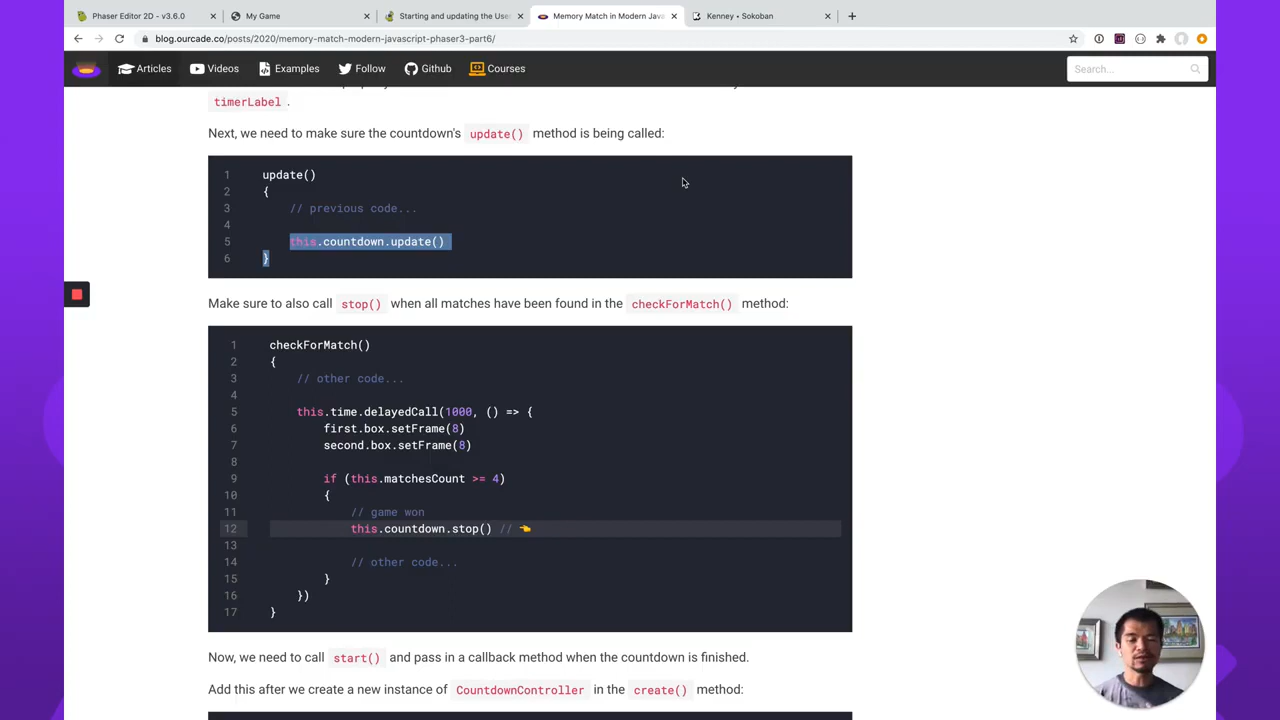 Phaser Editor 2D - v3.6.0
My Game
Starting and updating the User
Memory Match in Modern Java
Kenney • Sokoban
blog.ourcade.co/posts/2020/memory-match-modern-javascript-phaser3-part6/
Articles Videos Examples Follow Github Courses
Search...
timerLabel .
Next, we need to make sure the countdown's update() method is being called:
1 update()
2 {
3 // previous code...
4
5 this.countdown.update()
6 }
Make sure to also call stop() when all matches have been found in the checkForMatch() method:
1 checkForMatch()
2 {
3 // other code...
4
5 this.time.delayedCall(1000, () => {
6 first.box.setFrame(8)
7 second.box.setFrame(8)
8
9 if (this.matchesCount >= 4)
10 {
11 // game won
12 this.countdown.stop() // 👈
13
14 // other code...
15 }
16 })
17 }
Now, we need to call start() and pass in a callback method when the countdown is finished.
Add this after we create a new instance of CountdownController in the create() method: